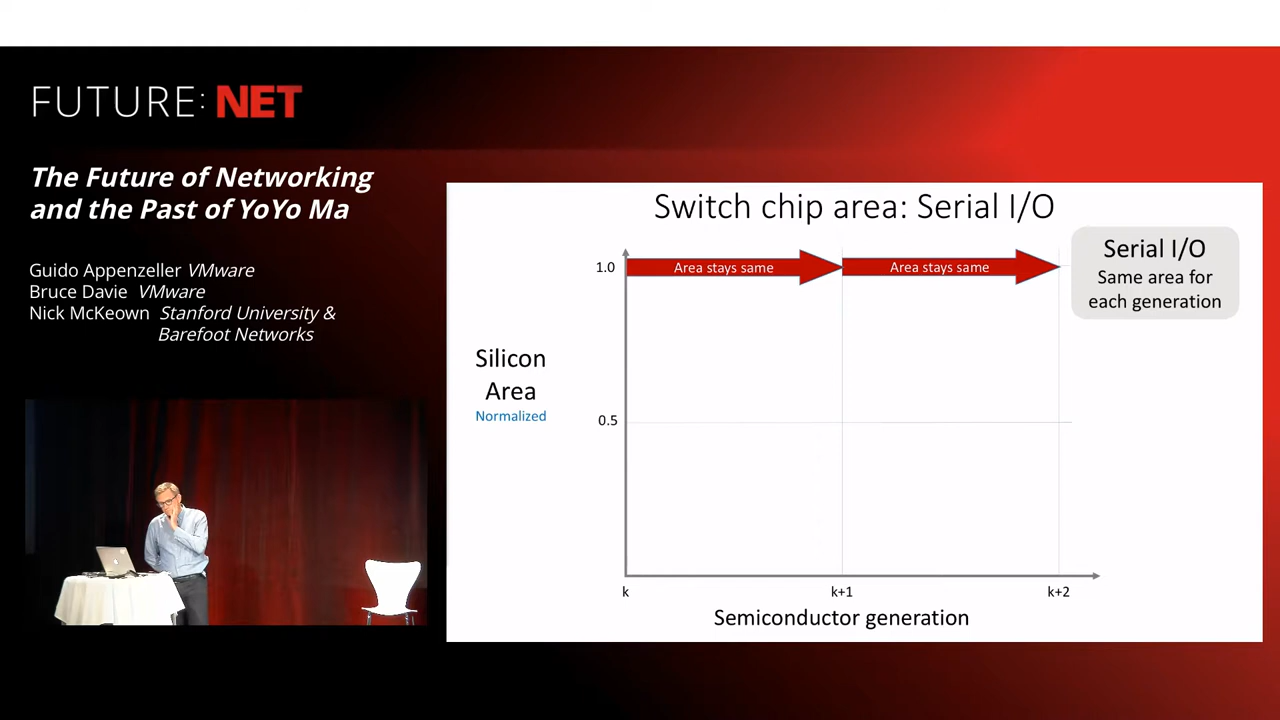 FUTURE: NET
The Future of Networking
and the Past of YoYo Ma
Guido Appenzeller VMware
Bruce Davie VMware
Nick McKeown Stanford University &
Barefoot Networks
Switch chip area: Serial I/O
1.0
Area stays same
Area stays same
Serial I/O
Same area for
each generation
Silicon
Area
Normalized
0.5
k
k+1
k+2
Semiconductor generation